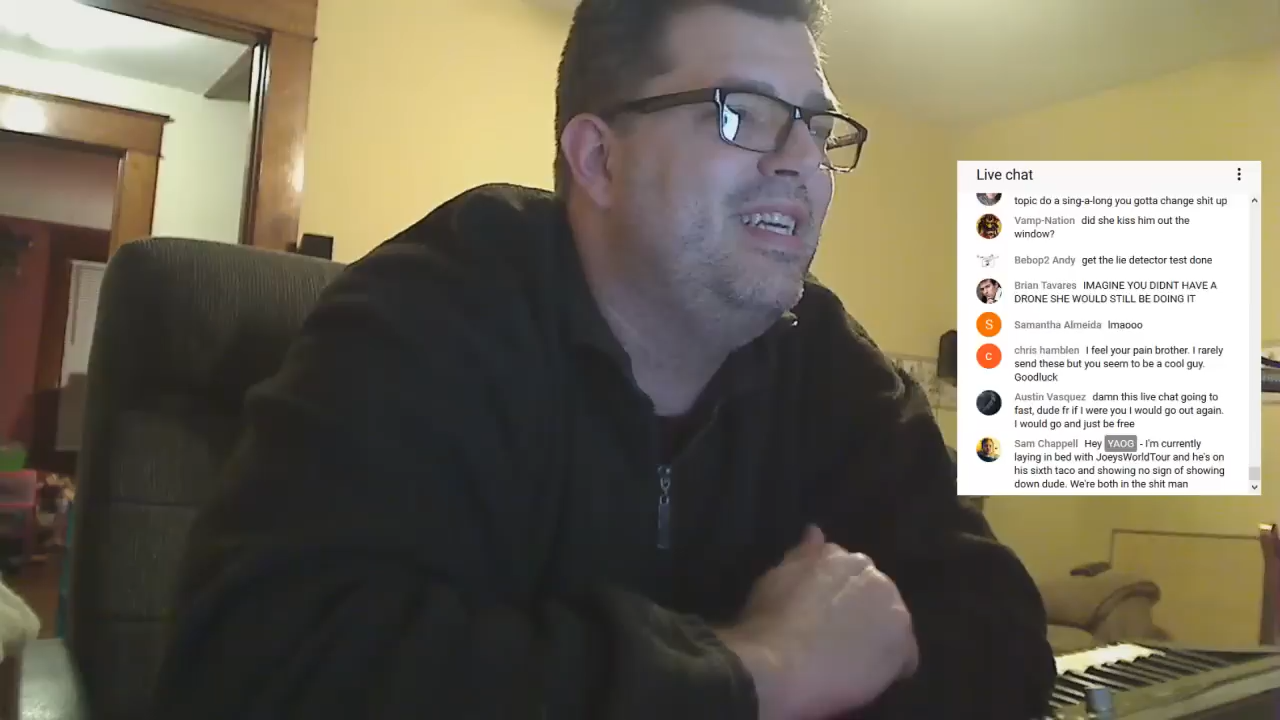 Live chat
topic do a sing-a-long you gotta change shit up
Vamp-Nation did she kiss him out the
window?
Bebop2 Andy get the lie detector test done
Brian Tavares IMAGINE YOU DIDNT HAVE A
DRONE SHE WOULD STILL BE DOING IT
S Samantha Almeida lmaooo
c chris hamblen I feel your pain brother. I rarely
send these but you seem to be a cool guy.
Goodluck
Austin Vasquez damn this live chat going to
fast, dude fr if I were you I would go out again.
I would go and just be free
Sam Chappell Hey YAOG - I'm currently
laying in bed with JoeysWorldTour and he's on
his sixth taco and showing no sign of showing
down dude. We're both in the shit man